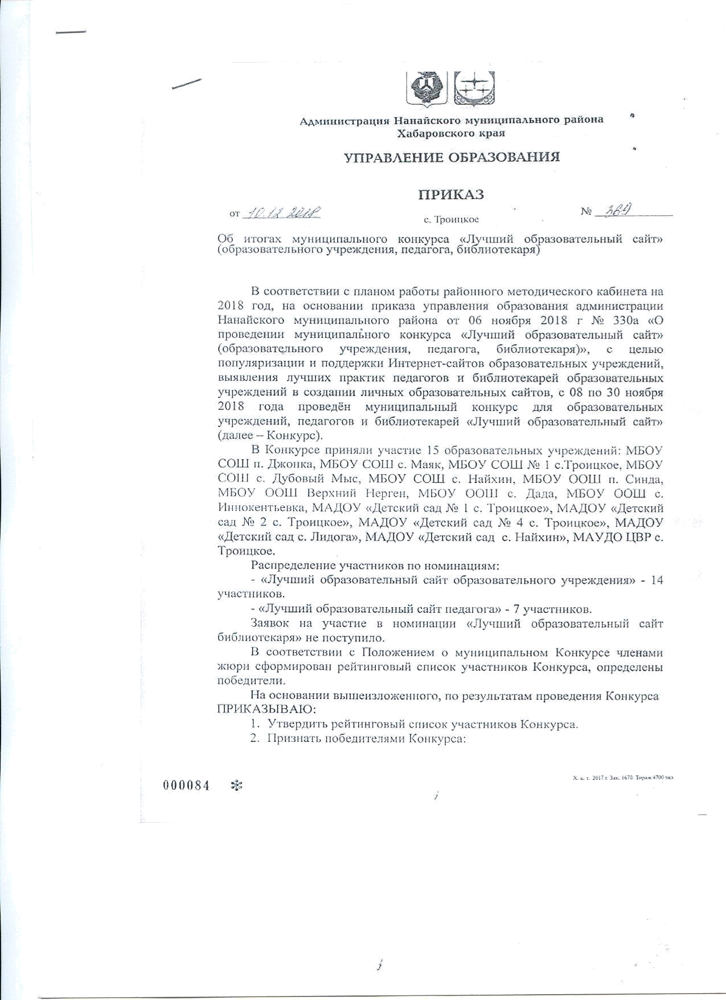 Администрация Нанайского муниципального района
Хабаровского края
УПРАВЛЕНИЕ ОБРАЗОВАНИЯ
ПРИКАЗ
от 10.12 2018
№ 369
с. Троицкое
Об итогах муниципального конкурса «Лучший образовательный сайт»
(образовательного учреждения, педагога, библиотекаря)
В соответствии с планом работы районного методического кабинета на
2018 год, на основании приказа управления образования администрации
Нанайского муниципального района от 06 ноября 2018 г № 330а «О
проведении муниципального конкурса «Лучший образовательный сайт»
(образовательного учреждения, педагога, библиотекаря)», с целью
популяризации и поддержки Интернет-сайтов образовательных учреждений,
выявления лучших практик педагогов и библиотекарей образовательных
учреждений в создании личных образовательных сайтов, с 08 по 30 ноября
2018 года проведён муниципальный конкурс для образовательных
учреждений, педагогов и библиотекарей «Лучший образовательный сайт»
(далее – Конкурс).
В Конкурсе приняли участие 15 образовательных учреждений: МБОУ
СОШ п. Джонка, МБОУ СОШ с. Маяк, МБОУ СОШ № 1 с.Троицкое, МБОУ
СОШ с. Дубовый Мыс, МБОУ СОШ с. Найхин, МБОУ ООШ п. Синда,
МБОУ ООШ Верхний Нерген, МБОУ ООШ с. Дада, МБОУ ООШ с.
Иннокентьевка, МАДОУ «Детский сад № 1 с. Троицкое», МАДОУ «Детский
сад № 2 с. Троицкое», МАДОУ «Детский сад № 4 с. Троицкое», МАДОУ
«Детский сад с. Лидога», МАДОУ «Детский сад с. Найхин», МАУДО ЦВР с.
Троицкое.
Распределение участников по номинациям:
- «Лучший образовательный сайт образовательного учреждения» - 14
участников.
- «Лучший образовательный сайт педагога» - 7 участников.
Заявок на участие в номинации «Лучший образовательный сайт
библиотекаря» не поступило.
В соответствии с Положением о муниципальном Конкурсе членами
жюри сформирован рейтинговый список участников Конкурса, определены
победители.
На основании вышеизложенного, по результатам проведения Конкурса
ПРИКАЗЫВАЮ:
1. Утвердить рейтинговый список участников Конкурса.
2. Признать победителями Конкурса:
Х. к. т. 2017 г. Зак. 1670. Тираж 4700 экз.
000084 ✻